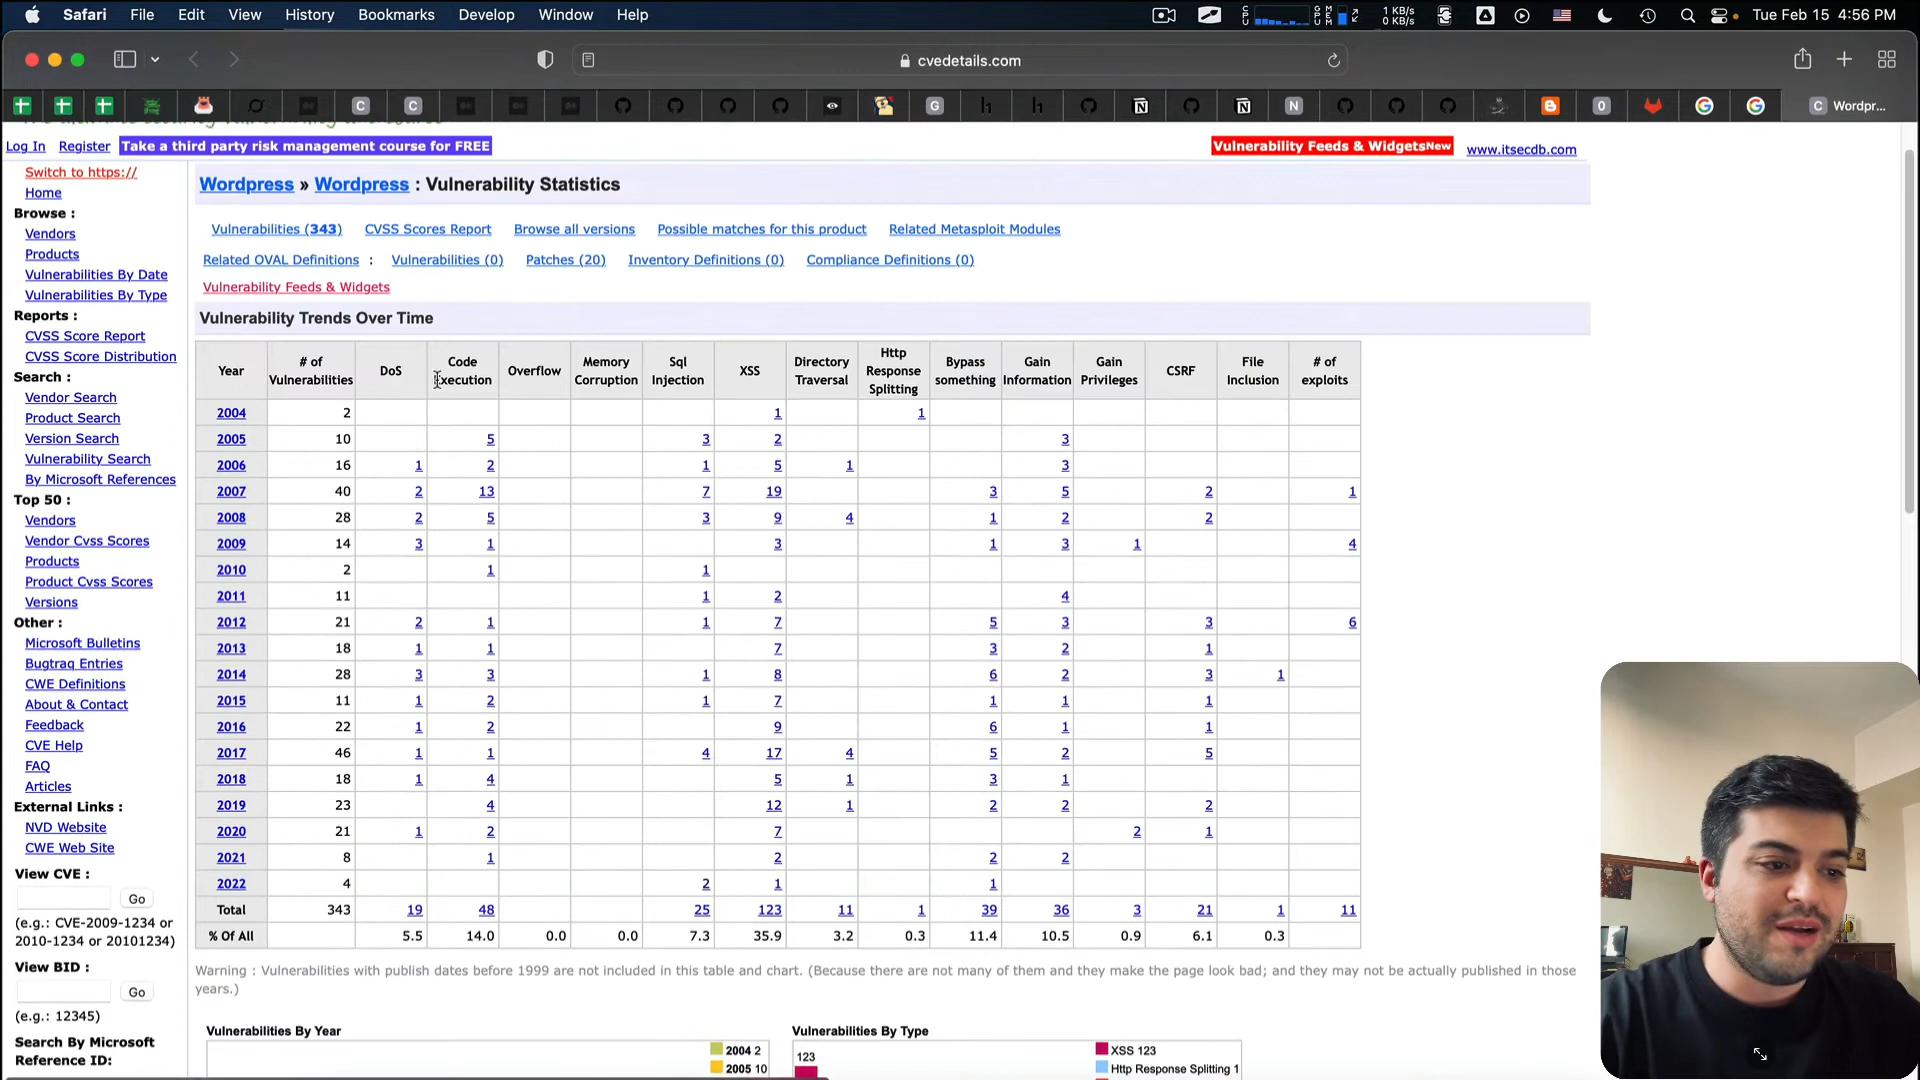 Safari File Edit View History Bookmarks Develop Window Help
1 KB/s
0 KB/s
Tue Feb 15 4:56 PM
cvedetails.com
Wordpr...
Log In Register Take a third party risk management course for FREE
Vulnerability Feeds & WidgetsNew www.itsecdb.com
Switch to https://
Home
Browse :
Vendors
Products
Vulnerabilities By Date
Vulnerabilities By Type
Reports :
CVSS Score Report
CVSS Score Distribution
Search :
Vendor Search
Product Search
Version Search
Vulnerability Search
By Microsoft References
Top 50 :
Vendors
Vendor Cvss Scores
Products
Product Cvss Scores
Versions
Other :
Microsoft Bulletins
Bugtraq Entries
CWE Definitions
About & Contact
Feedback
CVE Help
FAQ
Articles
External Links :
NVD Website
CWE Web Site
View CVE :
Go
(e.g.: CVE-2009-1234 or
2010-1234 or 20101234)
View BID :
Go
(e.g.: 12345)
Search By Microsoft
Reference ID:
Wordpress » Wordpress : Vulnerability Statistics
Vulnerabilities (343) CVSS Scores Report Browse all versions Possible matches for this product Related Metasploit Modules
Related OVAL Definitions : Vulnerabilities (0) Patches (20) Inventory Definitions (0) Compliance Definitions (0)
Vulnerability Feeds & Widgets
Vulnerability Trends Over Time
Year # of Vulnerabilities DoS Code Execution Overflow Memory Corruption Sql Injection XSS Directory Traversal Http Response Splitting Bypass something Gain Information Gain Privileges CSRF File Inclusion # of exploits
2004 2 1 1
2005 10 5 3 2 3
2006 16 1 2 1 5 1 3
2007 40 2 13 7 19 3 5 2 1
2008 28 2 5 3 9 4 1 2 2
2009 14 3 1 3 1 3 1 4
2010 2 1 1
2011 11 1 2 4
2012 21 2 1 1 7 5 3 3 6
2013 18 1 1 7 3 2 1
2014 28 3 3 1 8 6 2 3 1
2015 11 1 2 1 7 1 1 1
2016 22 1 2 9 6 1 1
2017 46 1 1 4 17 4 5 2 5
2018 18 1 4 5 1 3 1
2019 23 4 12 1 2 2 2
2020 21 1 2 7 2 1
2021 8 1 2 2 2
2022 4 2 1 1
Total 343 19 48 25 123 11 1 39 36 3 21 1 11
% Of All 5.5 14.0 0.0 0.0 7.3 35.9 3.2 0.3 11.4 10.5 0.9 6.1 0.3
Warning : Vulnerabilities with publish dates before 1999 are not included in this table and chart. (Because there are not many of them and they make the page look bad; and they may not be actually published in those
years.)
Vulnerabilities By Year
2004 2
2005 10
Vulnerabilities By Type
123
XSS 123
Http Response Splitting 1